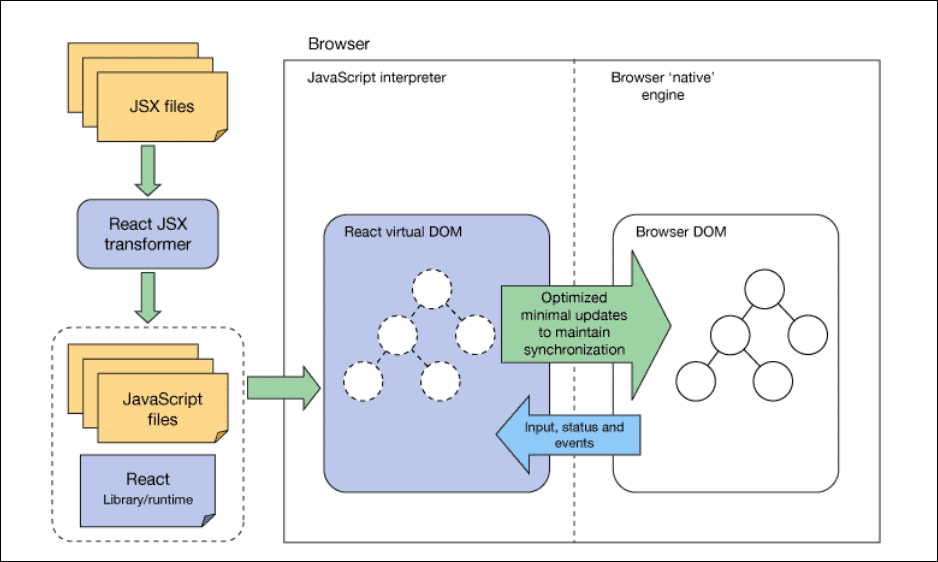 Browser
JSX files
JavaScript interpreter
Browser ‘native’
engine
React JSX
transformer
React virtual DOM
Browser DOM
Optimized
minimal updates
to maintain
synchronization
JavaScript
files
Input, status and
events
React
Library/runtime